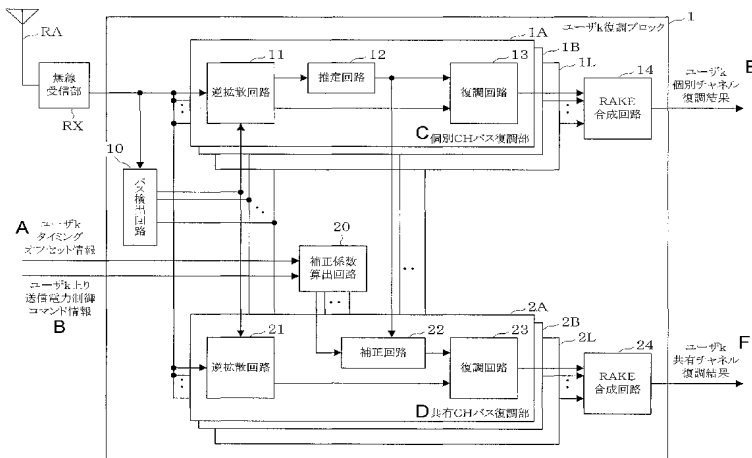 ユーザk復調ブロック
1
RA
1A
1B
1L
11
12
13
14
無線
受信部
RX
逆拡散回路
推定回路
復調回路
RAKE
合成回路
E
ユーザk
個別チャネル
復調結果
C 個別CHパス復調部
10
パス検出回路
A
ユーザk
タイミング
オフセット情報
20
補正係数
算出回路
ユーザk上り
送信電力制御
コマンド情報
B
2A
2B
2L
21
22
23
24
逆拡散回路
補正回路
復調回路
RAKE
合成回路
F
ユーザk
共有チャネル
復調結果
D 共有CHパス復調部